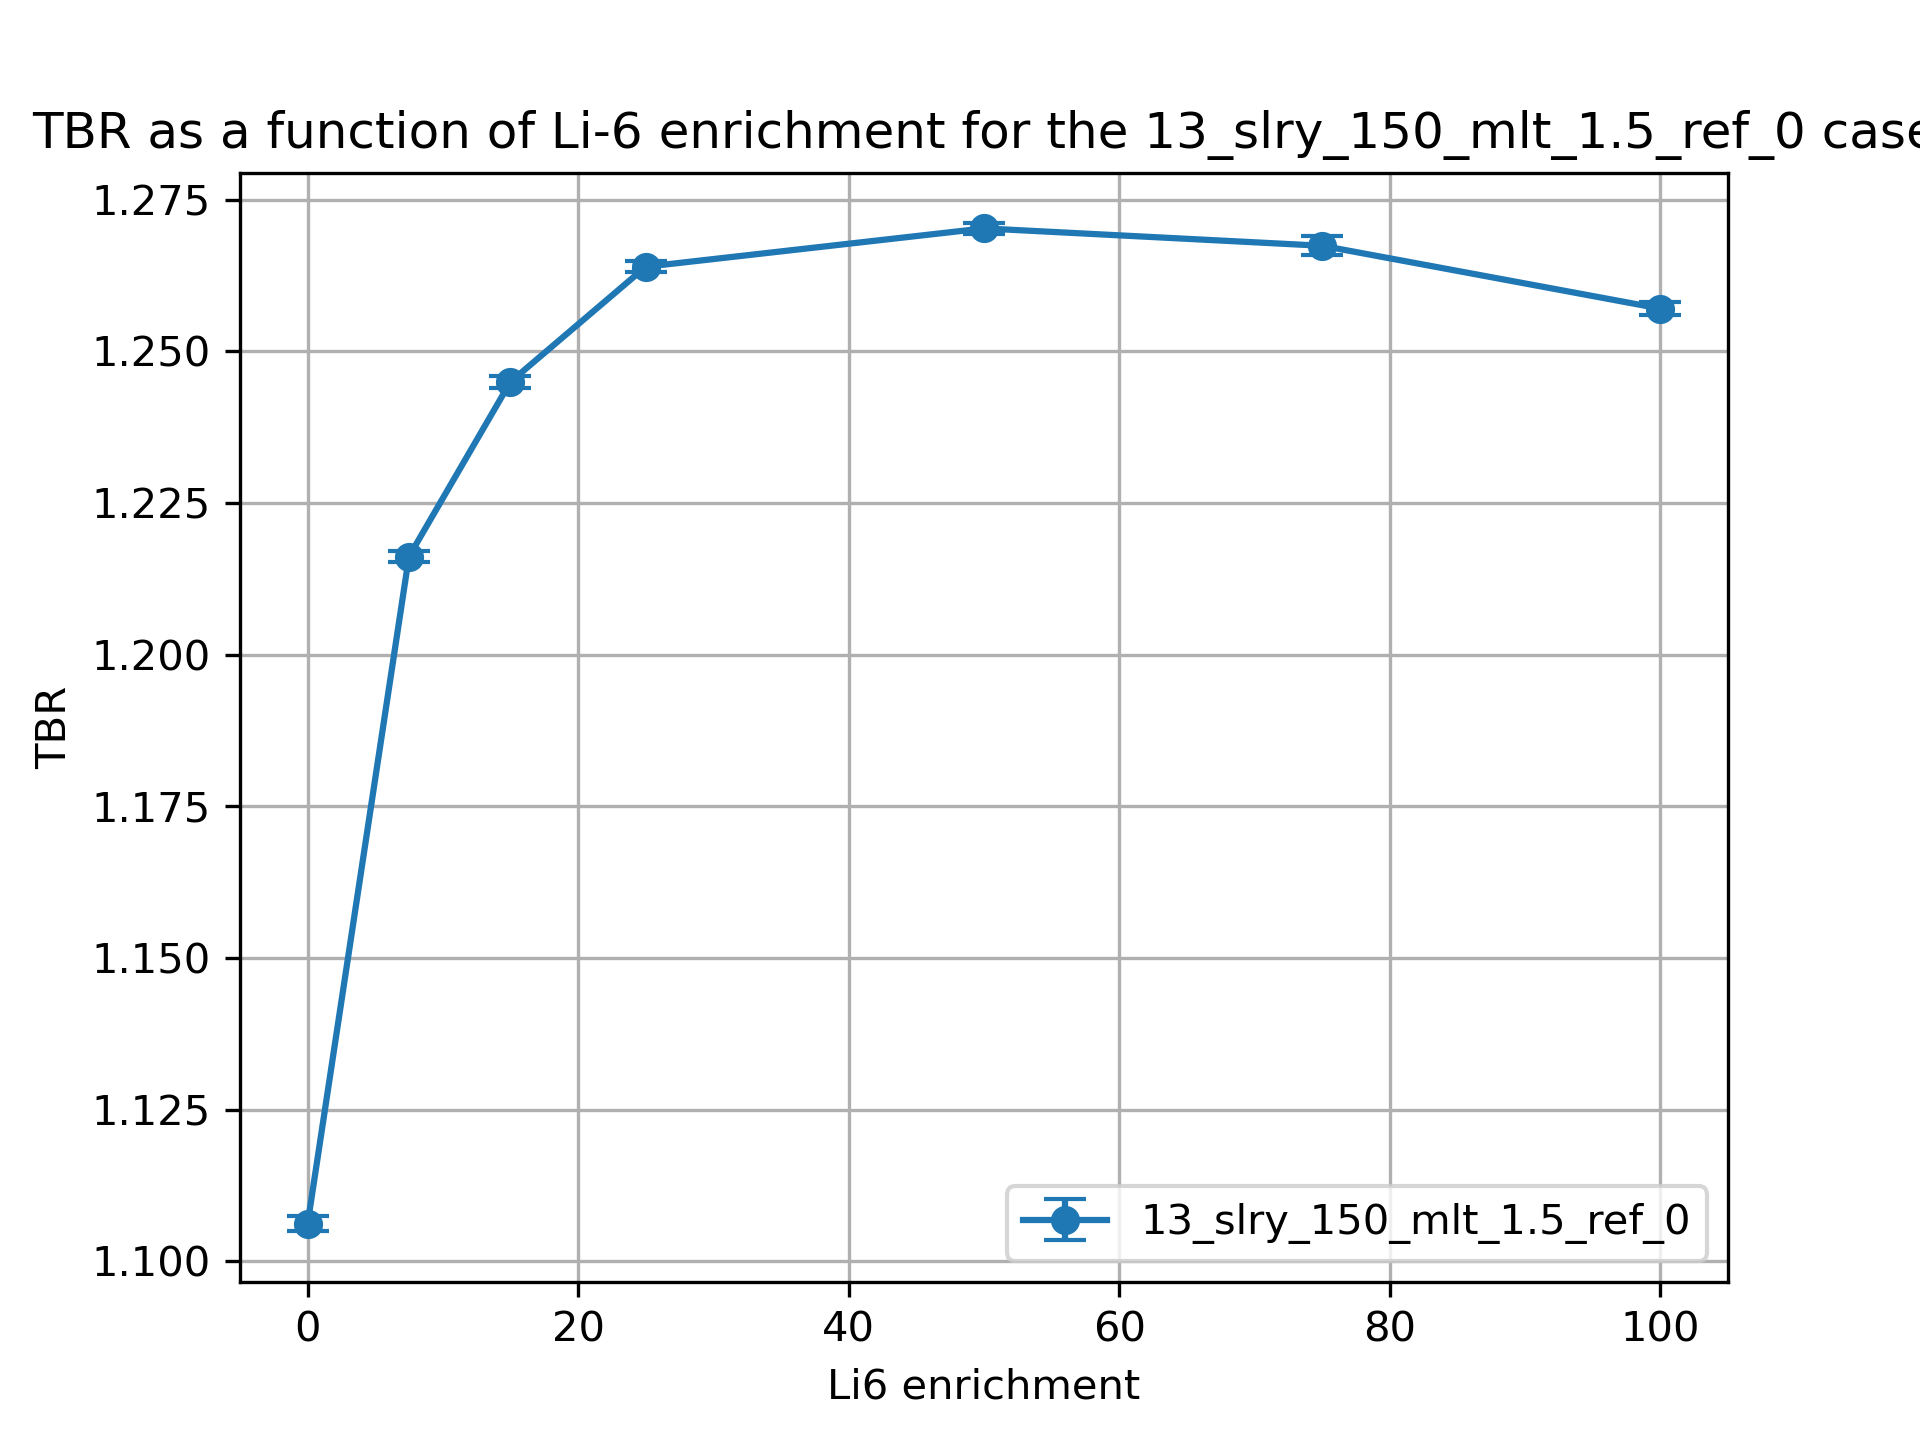 TBR as a function of Li-6 enrichment for the 13_slry_150_mlt_1.5_ref_0 case
1.275
1.250
1.225
1.200
1.175
1.150
1.125
1.100
TBR
13_slry_150_mlt_1.5_ref_0
0 20 40 60 80 100
Li6 enrichment